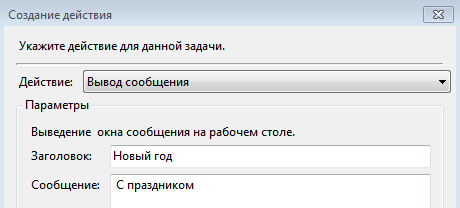 Создание действия
Укажите действие для данной задачи.
Действие: Вывод сообщения
Параметры
Выведение окна сообщения на рабочем столе.
Заголовок: Новый год
Сообщение: С праздником